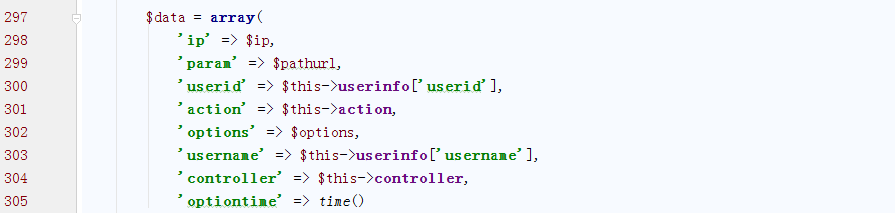 297 $data = array(
298 'ip' => $ip,
299 'param' => $pathurl,
300 'userid' => $this->userinfo['userid'],
301 'action' => $this->action,
302 'options' => $options,
303 'username' => $this->userinfo['username'],
304 'controller' => $this->controller,
305 'optiontime' => time()